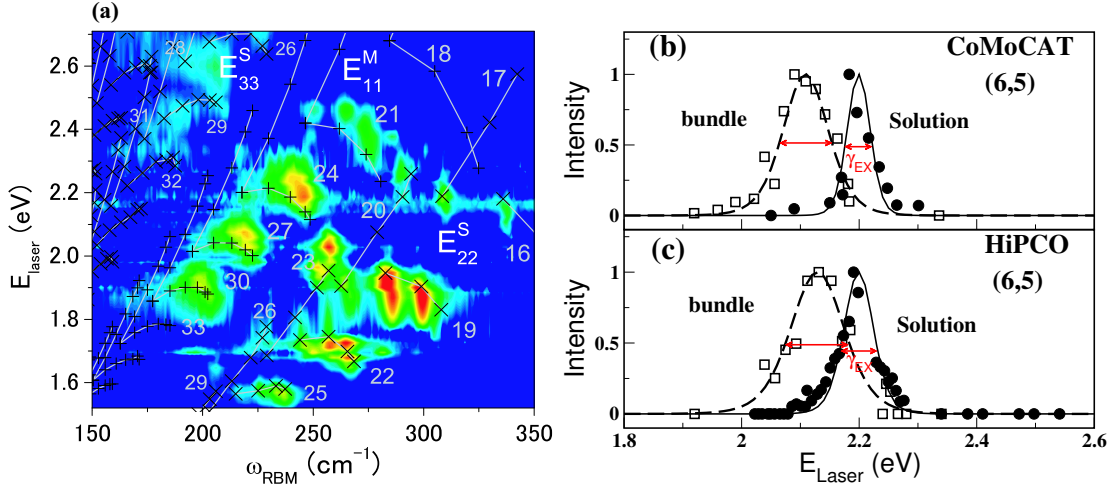 (a)
E_laser (eV)
2.6
2.4
2.2
2.0
1.8
1.6
150
200
250
300
350
ω_RBM (cm⁻¹)
28
E^S_33
26
E^M_11
18
17
31
29
21
32
24
20
E^S_22
16
27
23
30
33
26
19
22
29
25
(b)
CoMoCAT
(6,5)
bundle
Solution
γ_EX
Intensity
1
0.5
0
(c)
HiPCO
(6,5)
bundle
Solution
γ_EX
Intensity
1
0.5
0
1.8
2
2.2
2.4
2.6
E_Laser (eV)